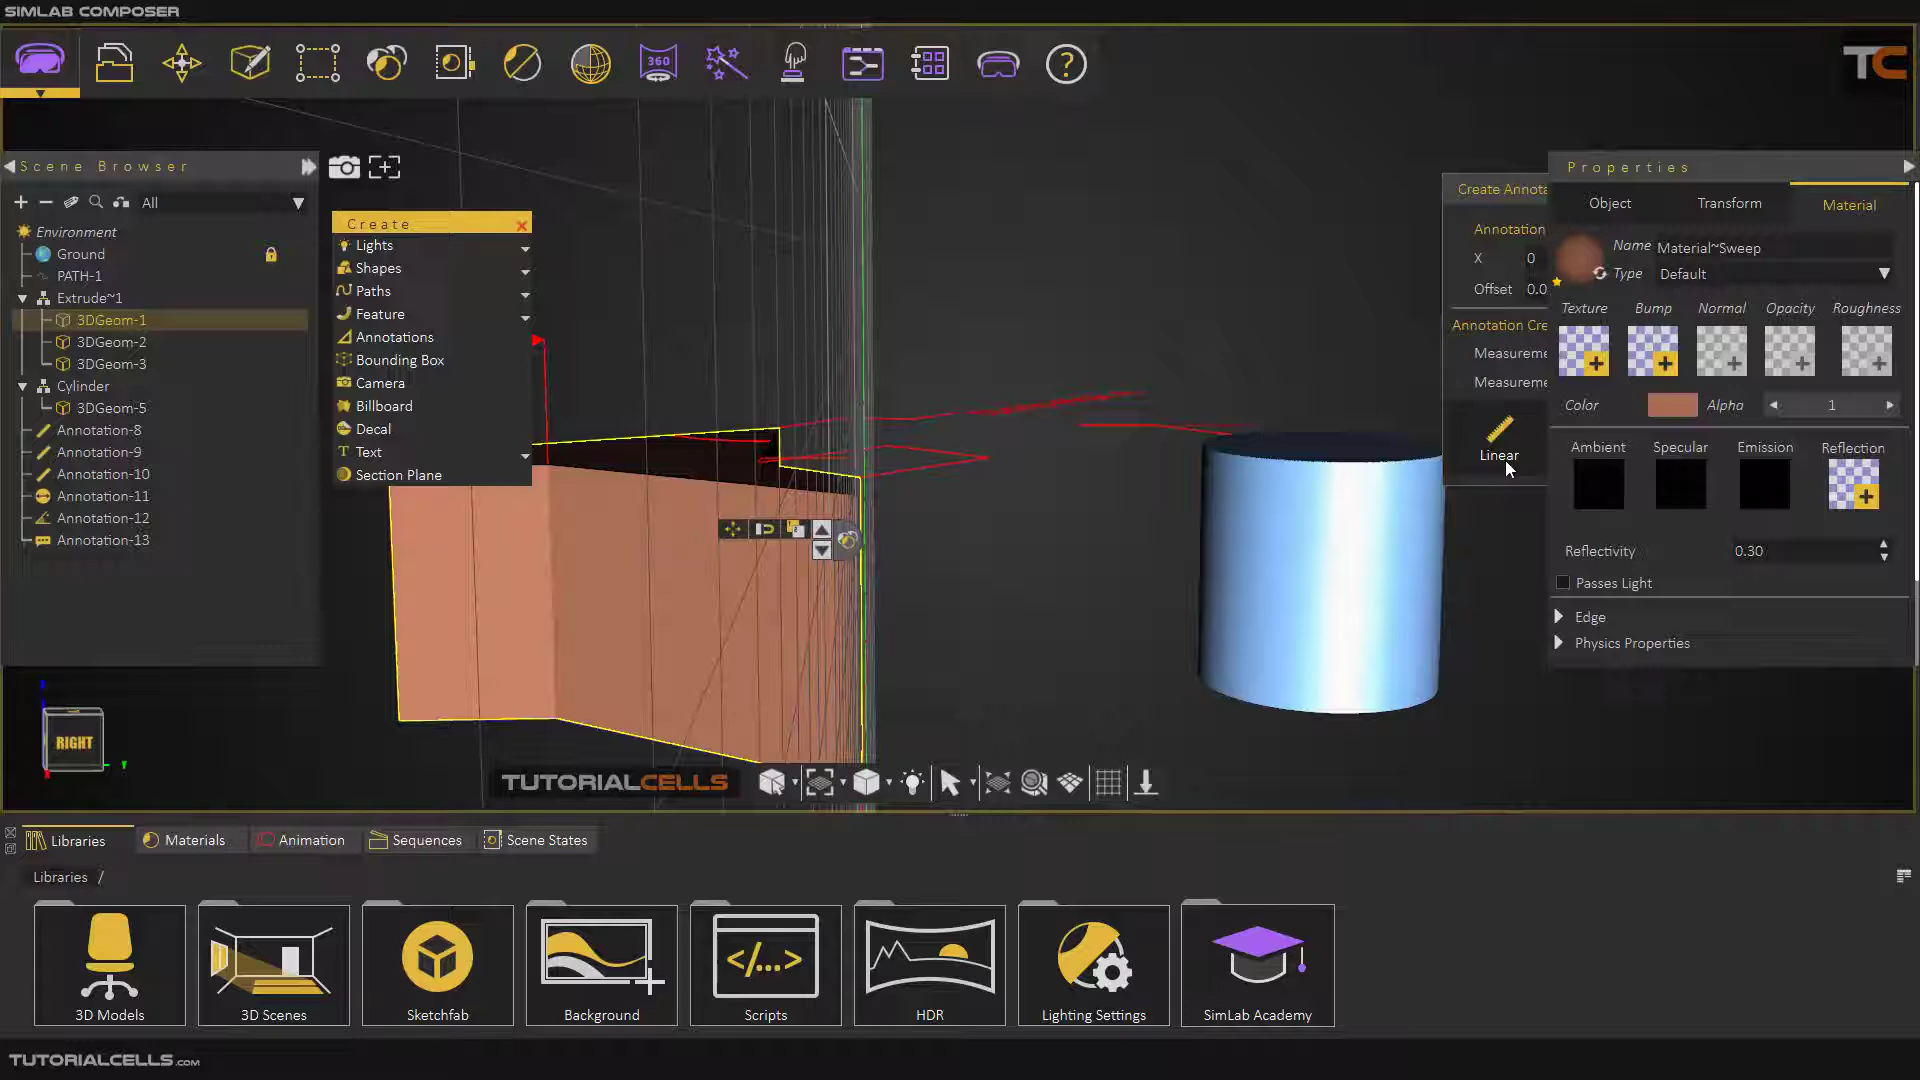 SIMLAB COMPOSER
360
?
TC
Scene Browser
All
Environment
Ground
PATH-1
Extrude~1
3DGeom-1
3DGeom-2
3DGeom-3
Cylinder
3DGeom-5
Annotation-8
Annotation-9
Annotation-10
Annotation-11
Annotation-12
Annotation-13
Create
Lights
Shapes
Paths
Feature
Annotations
Bounding Box
Camera
Billboard
Decal
Text
Section Plane
Create Annota
Annotation
X 0
Offset 0.0
Annotation Cre
Measureme
Measureme
Linear
Properties
Object Transform Material
Name Material~Sweep
Type Default
Texture Bump Normal Opacity Roughness
Color Alpha 1
Ambient Specular Emission Reflection
Reflectivity 0.30
Passes Light
Edge
Physics Properties
RIGHT
TUTORIALCELLS
Libraries Materials Animation Sequences Scene States
Libraries /
</...>
3D Models 3D Scenes Sketchfab Background Scripts HDR Lighting Settings SimLab Academy
TUTORIALCELLS.COM